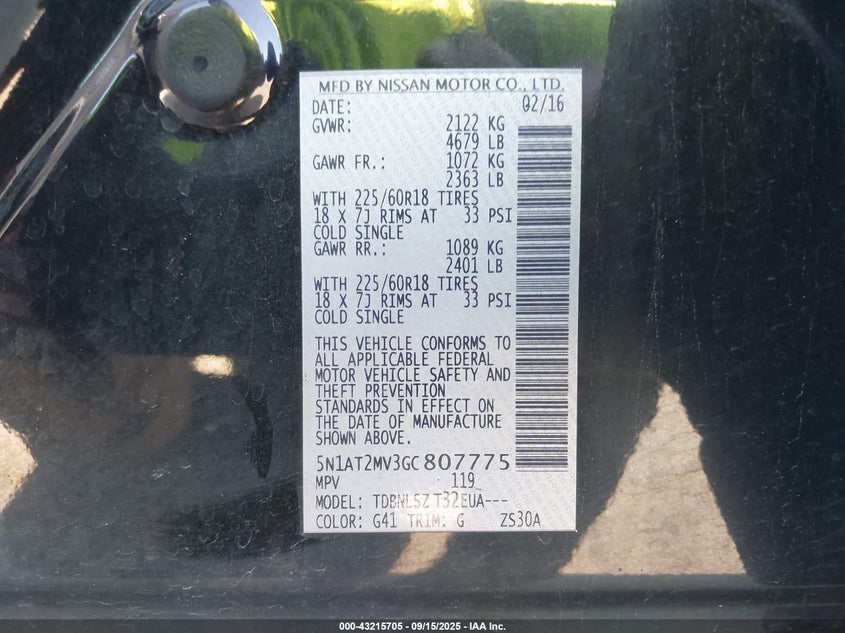 MFD BY NISSAN MOTOR CO., LTD.
DATE: 02/16
GVWR: 2122 KG
4679 LB
GAWR FR.: 1072 KG
2363 LB
WITH 225/60R18 TIRES
18 X 7J RIMS AT 33 PSI
COLD SINGLE
GAWR RR.: 1089 KG
2401 LB
WITH 225/60R18 TIRES
18 X 7J RIMS AT 33 PSI
COLD SINGLE
THIS VEHICLE CONFORMS TO
ALL APPLICABLE FEDERAL
MOTOR VEHICLE SAFETY AND
THEFT PREVENTION
STANDARDS IN EFFECT ON
THE DATE OF MANUFACTURE
SHOWN ABOVE.
5N1AT2MV3GC807775
MPV 119
MODEL: TDBNLSZ T32EUA---
COLOR: G41 TRIM: G ZS30A
000-43215705 - 09/15/2025 - IAA Inc.